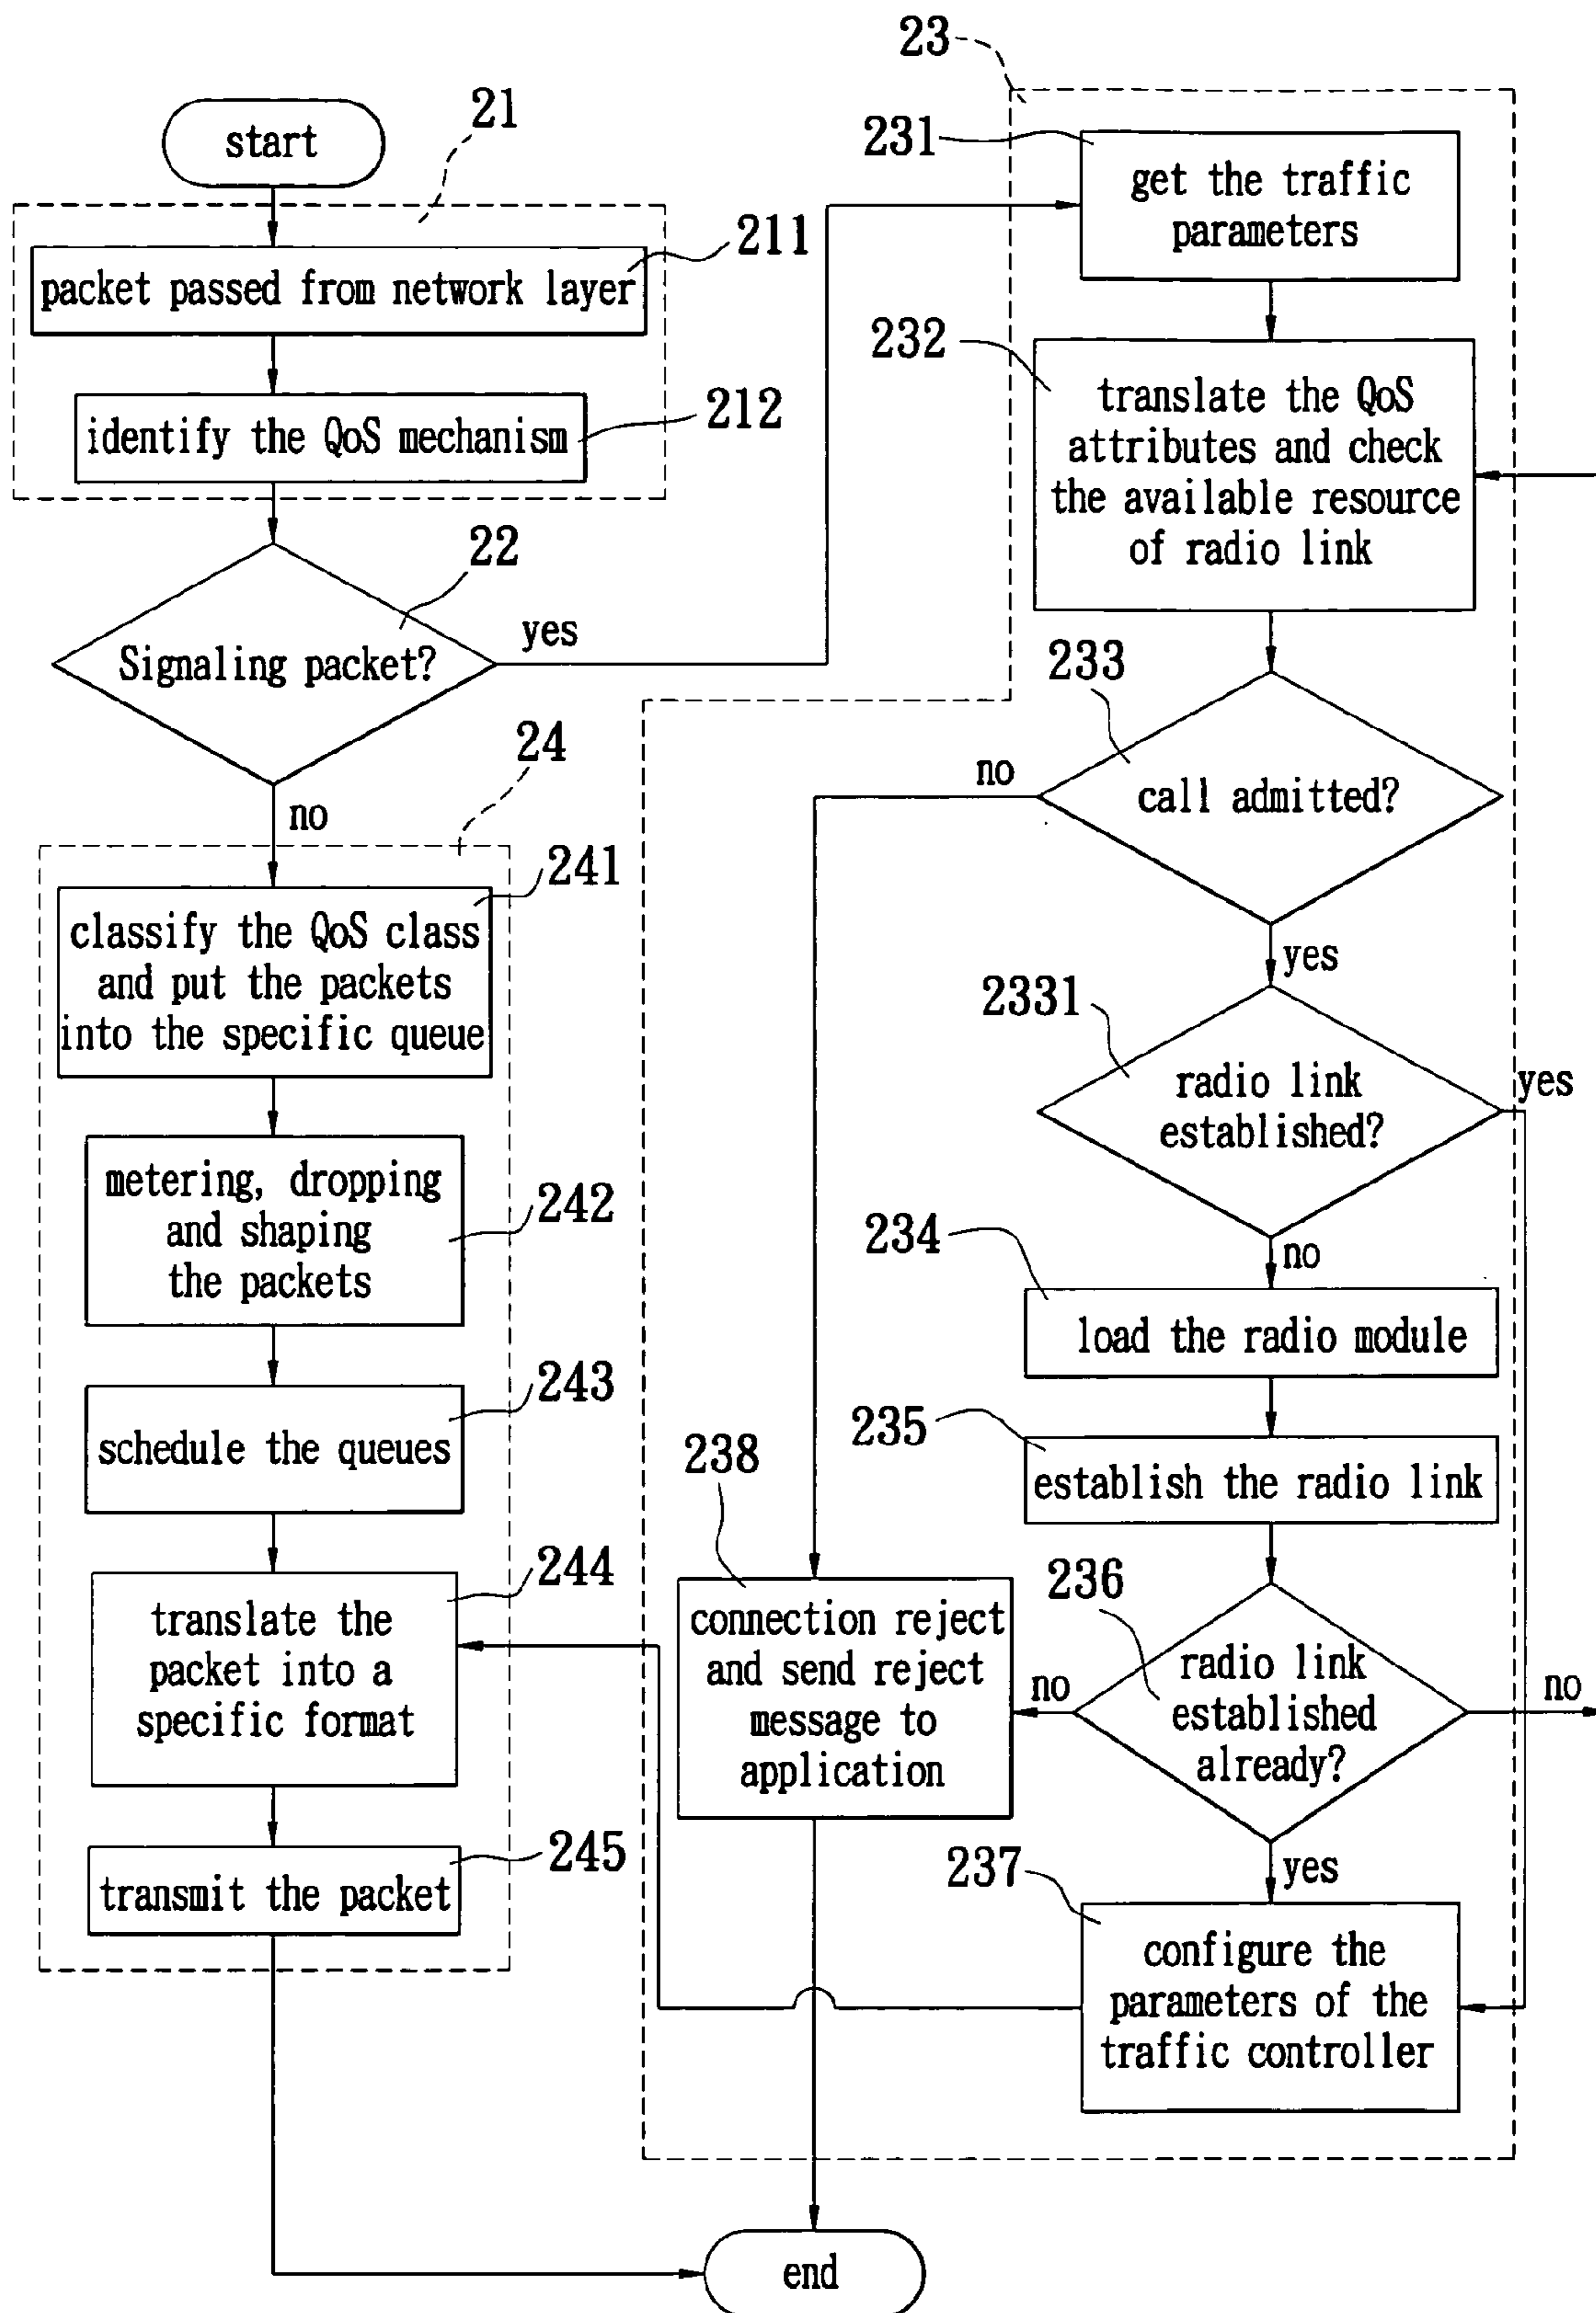 start
21
packet passed from network layer
211
identify the QoS mechanism
212
22
Signaling packet?
yes
no
24
classify the QoS class
and put the packets
into the specific queue
241
metering, dropping
and shaping
the packets
242
schedule the queues
243
translate the
packet into a
specific format
244
transmit the packet
245
23
231
get the traffic
parameters
232
translate the QoS
attributes and check
the available resource
of radio link
233
call admitted?
no
yes
2331
radio link
established?
yes
no
234
load the radio module
235
establish the radio link
236
radio link
established
already?
no
no
yes
238
connection reject
and send reject
message to
application
237
configure the
parameters of the
traffic controller
end